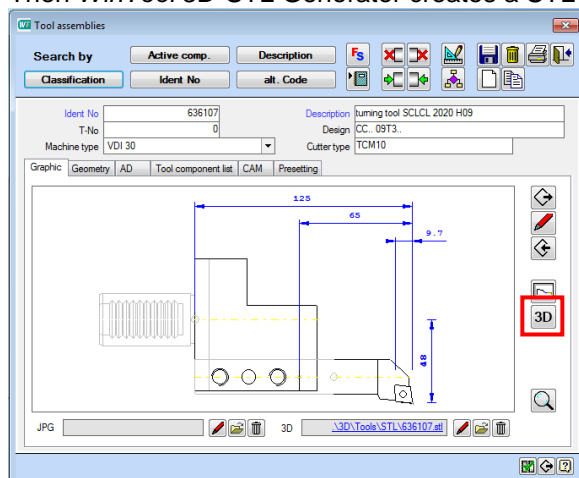 Then WinTool 3D STL Generator creates a STL
WT Tool assemblies
Search by Active comp. Description FS
Classification Ident No alt. Code
Ident No 636107 Description turning tool SCLCL 2020 H09
T-No 0 Design CC.. 09T3..
Machine type VDI 30 Cutter type TCM10
Graphic Geometry AD Tool component list CAM Presetting
125
65
9.7
3D
48
JPG 3D .\3D\Tools\STL\636107.stl